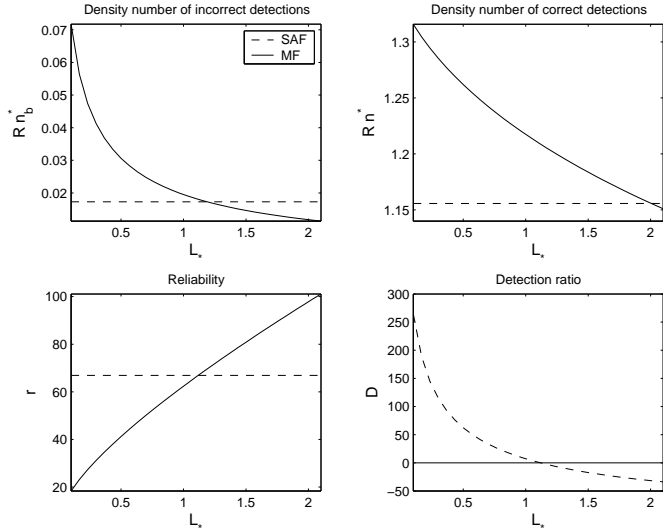 Density number of incorrect detections
0.07
0.06
0.05
0.04
0.03
0.02
R n*b
SAF
MF
0.5
1
1.5
2
L*
Density number of correct detections
1.3
1.25
1.2
1.15
R n*
0.5
1
1.5
2
L*
Reliability
100
80
60
40
20
r
0.5
1
1.5
2
L*
Detection ratio
300
250
200
150
100
50
0
−50
D
0.5
1
1.5
2
L*